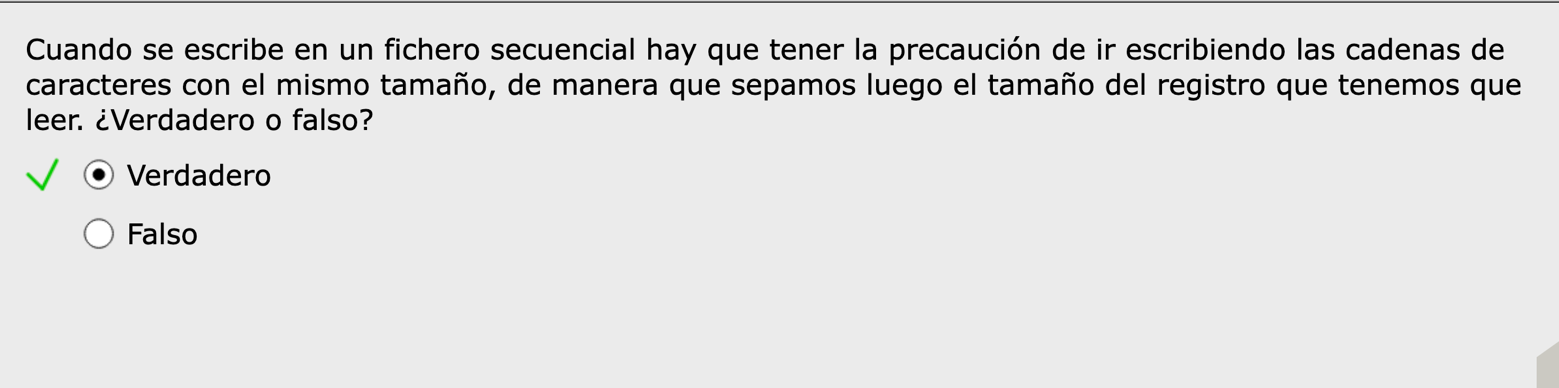 Cuando se escribe en un fichero secuencial hay que tener la precaución de ir escribiendo las cadenas de
caracteres con el mismo tamaño, de manera que sepamos luego el tamaño del registro que tenemos que
leer. ¿Verdadero o falso?
Verdadero
Falso